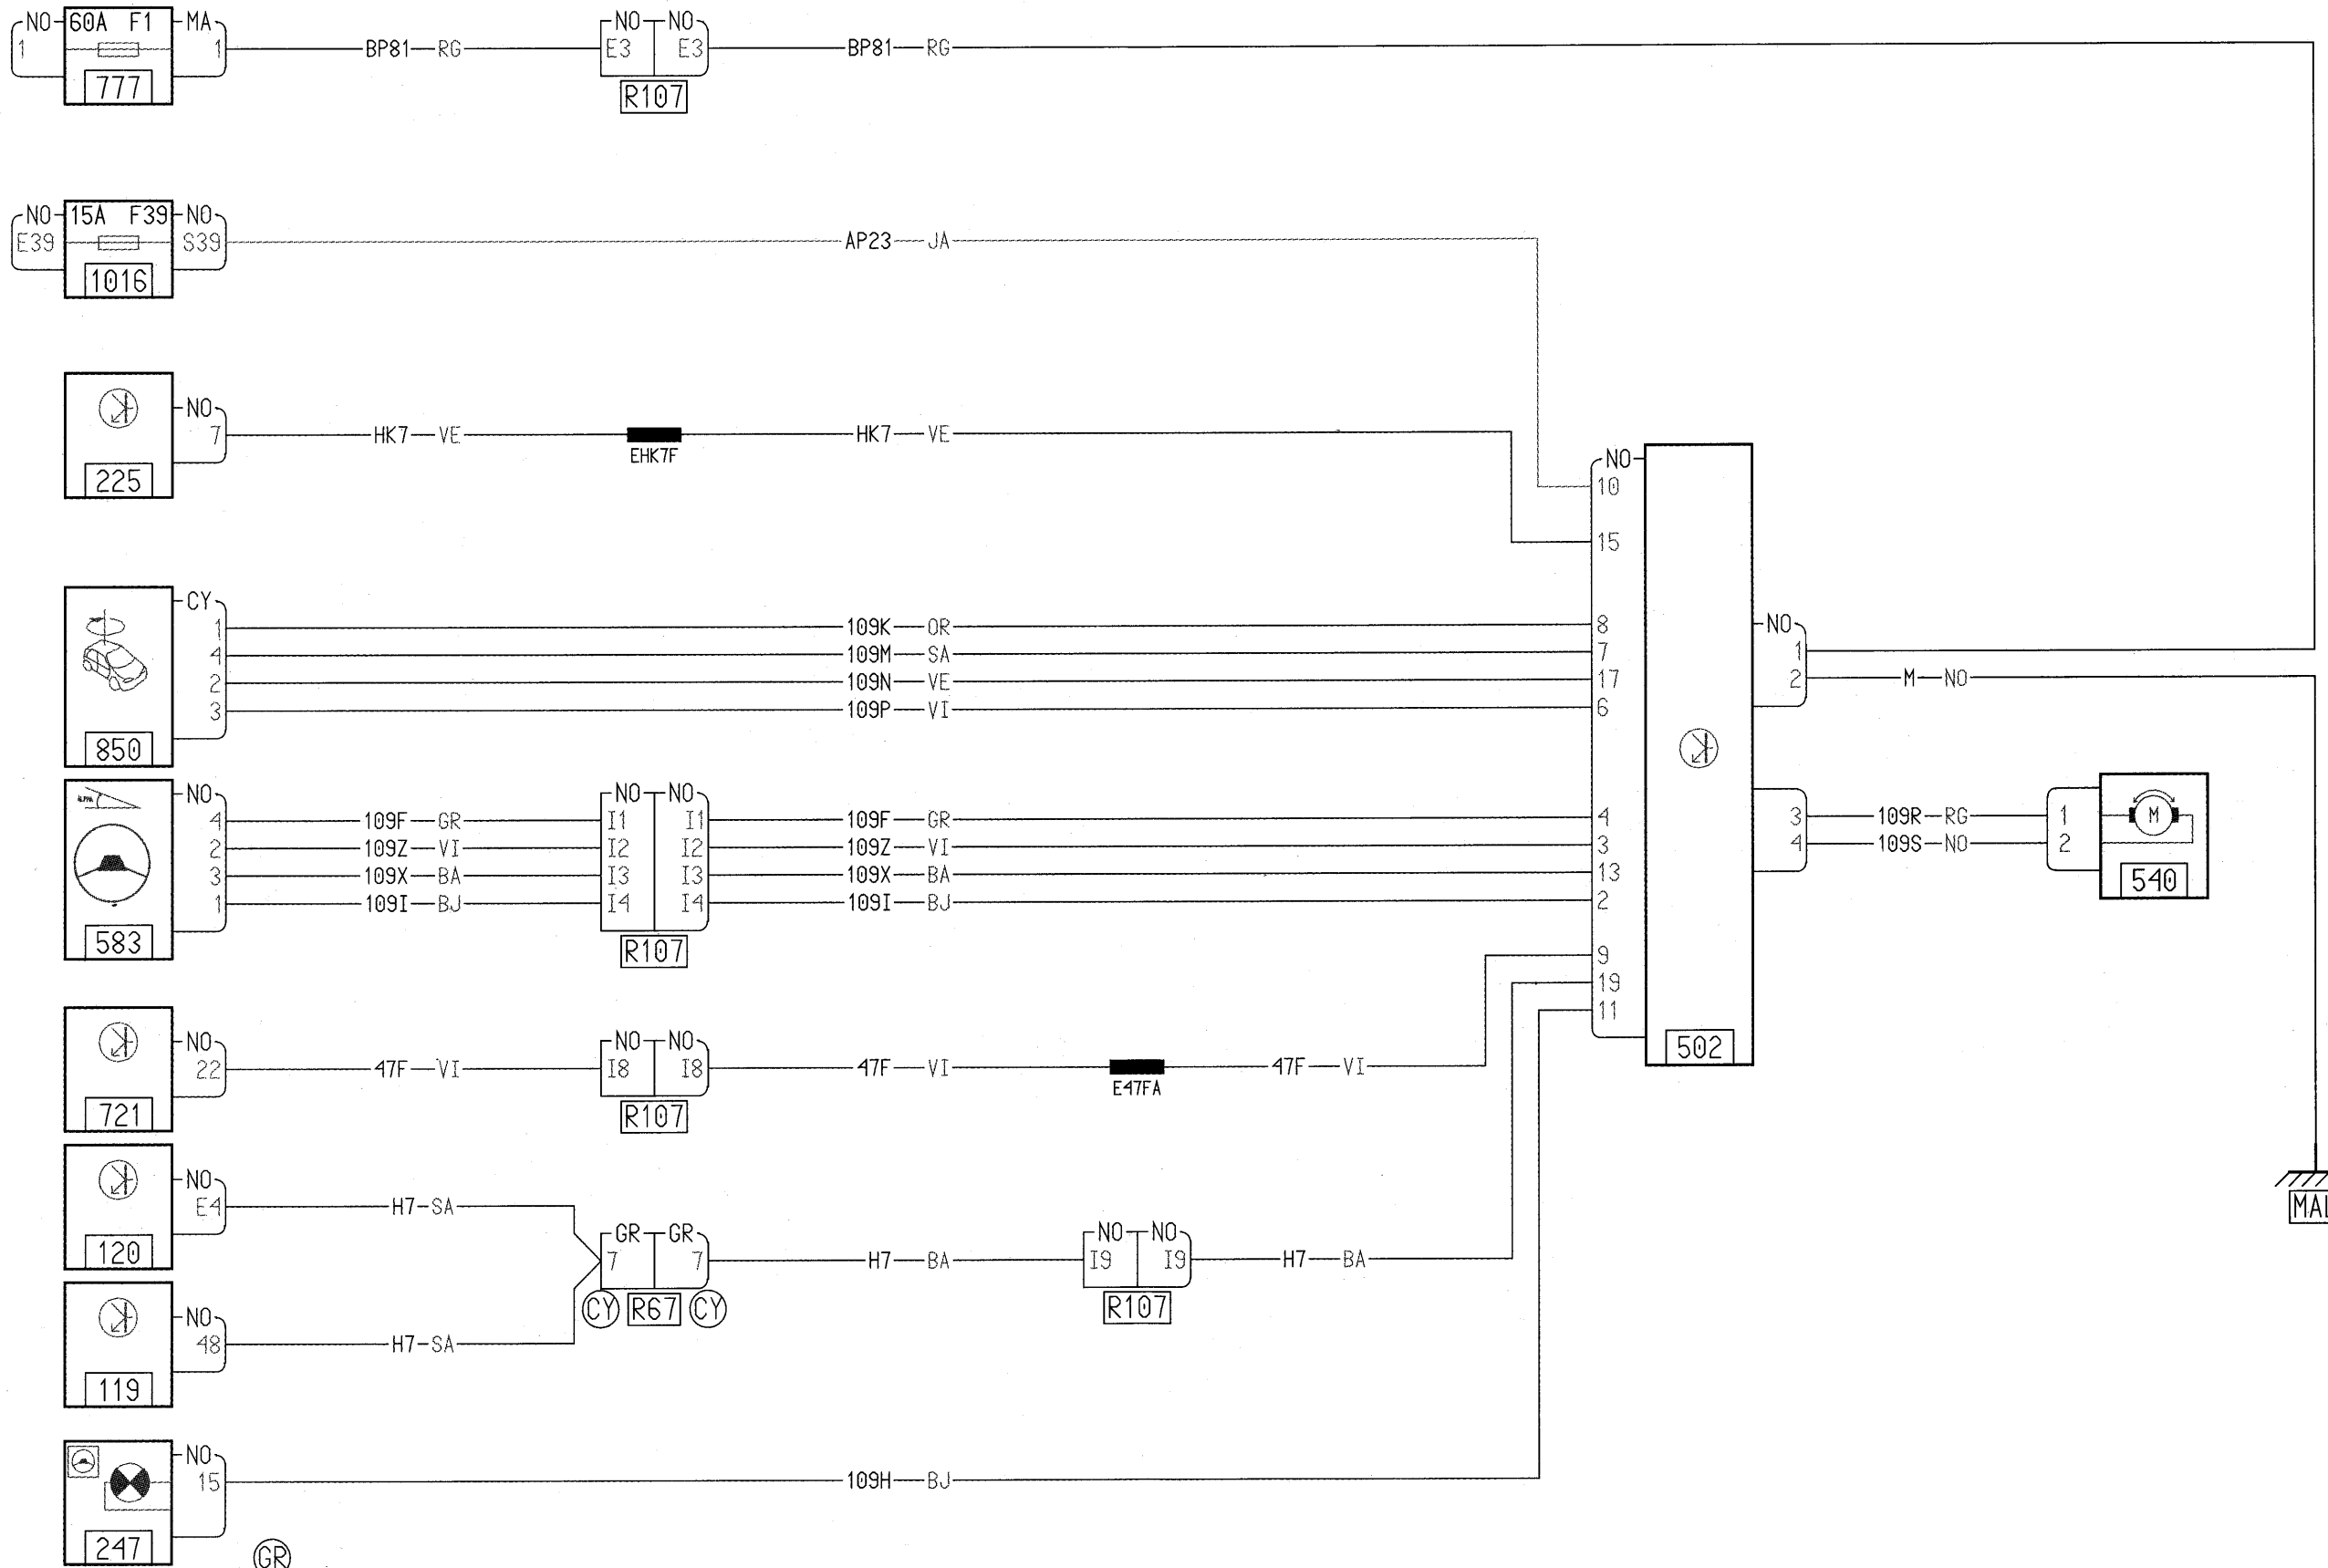 NO 60A F1 MA NO NO
1 1 BP81 RG E3 E3 BP81 RG
777 R107
NO 15A F39 NO
E39 S39 AP23 JA
1016
NO
7 HK7 VE HK7 VE
EHK7F
225
NO
10
15
CY
1 109K OR 8
4 109M SA 7
2 109N VE 17
3 109P VI 6
850
NO
1
2 M NO
NO NO NO
4 109F GR I1 I1 109F GR 4
2 109Z VI I2 I2 109Z VI 3
3 109X BA I3 I3 109X BA 13
1 109I BJ I4 I4 109I BJ 2
583 R107
3 109R RG 1 M
4 109S NO 2
540
9
19
11
502
NO NO NO
22 47F VI I8 I8 47F VI 47F VI
E47FA
721 R107
NO
E4 H7 SA
120
GR GR NO NO
7 7 H7 BA I9 I9 H7 BA
CY R67 CY R107
NO
48 H7 SA
119
NO
15 109H BJ
247
GR